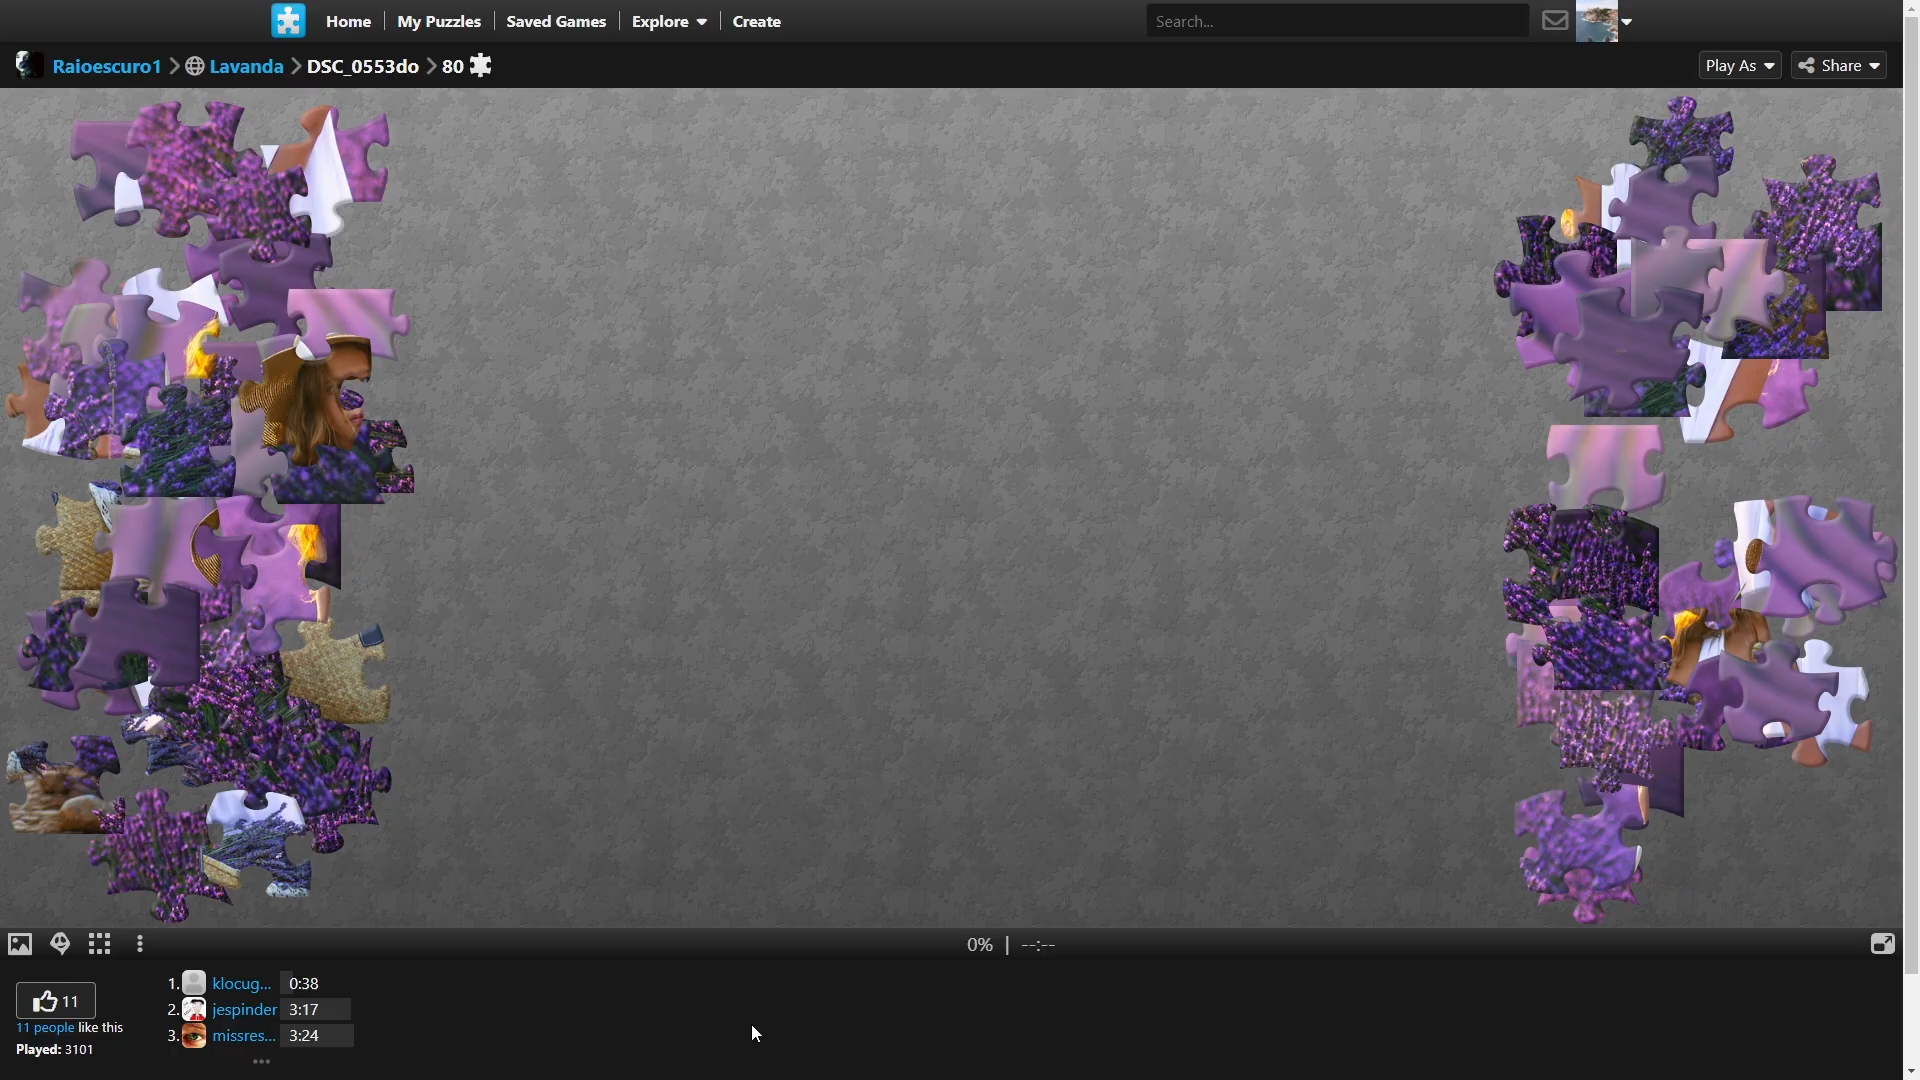 Home
My Puzzles
Saved Games
Explore
Create
Search...
Raioescuro1
Lavanda
DSC_0553do
80
Play As
Share
0% | --:--
11
11 people like this
Played: 3101
1. klocug... 0:38
2. jespinder 3:17
3. missres... 3:24